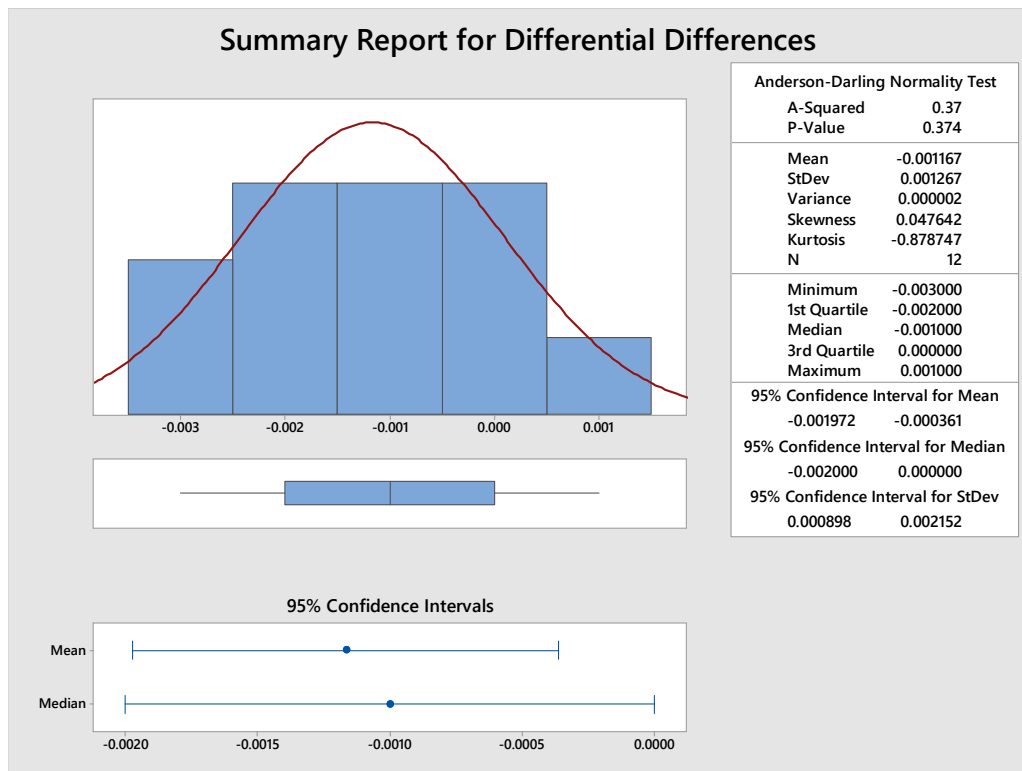 Summary Report for Differential Differences
-0.003 -0.002 -0.001 0.000 0.001
95% Confidence Intervals
Mean
Median
-0.0020 -0.0015 -0.0010 -0.0005 0.0000
Anderson-Darling Normality Test
A-Squared 0.37
P-Value 0.374
Mean -0.001167
StDev 0.001267
Variance 0.000002
Skewness 0.047642
Kurtosis -0.878747
N 12
Minimum -0.003000
1st Quartile -0.002000
Median -0.001000
3rd Quartile 0.000000
Maximum 0.001000
95% Confidence Interval for Mean
-0.001972 -0.000361
95% Confidence Interval for Median
-0.002000 0.000000
95% Confidence Interval for StDev
0.000898 0.002152